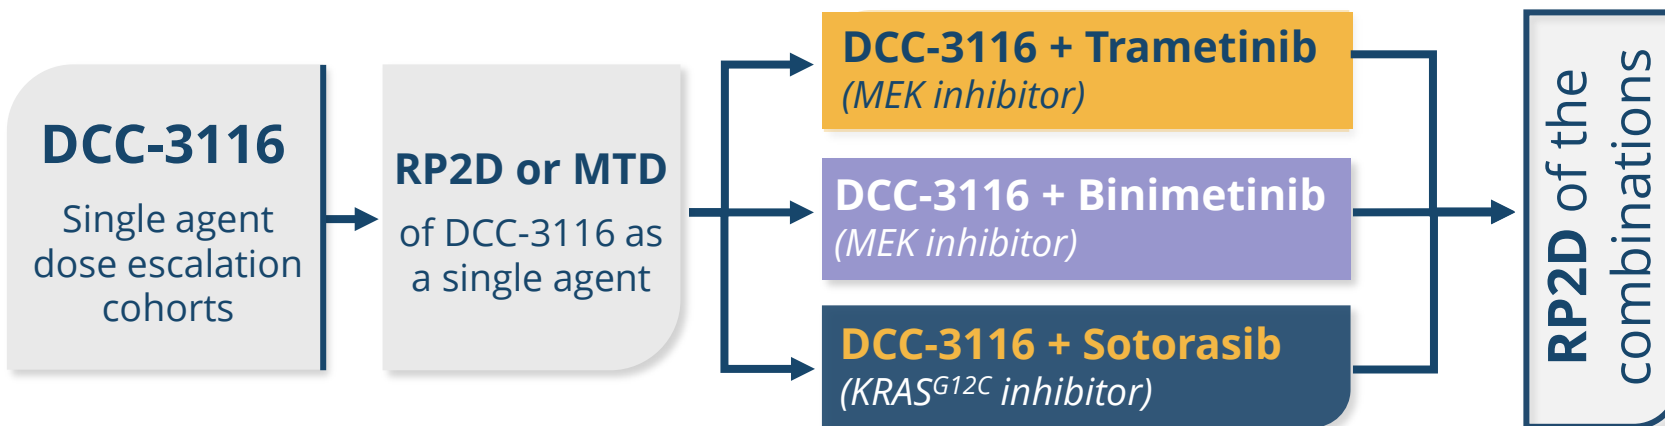 DCC-3116
Single agent
dose escalation
cohorts
RP2D or MTD
of DCC-3116 as
a single agent
DCC-3116 + Trametinib
(MEK inhibitor)
DCC-3116 + Binimetinib
(MEK inhibitor)
DCC-3116 + Sotorasib
(KRASG12C inhibitor)
RP2D of the
combinations